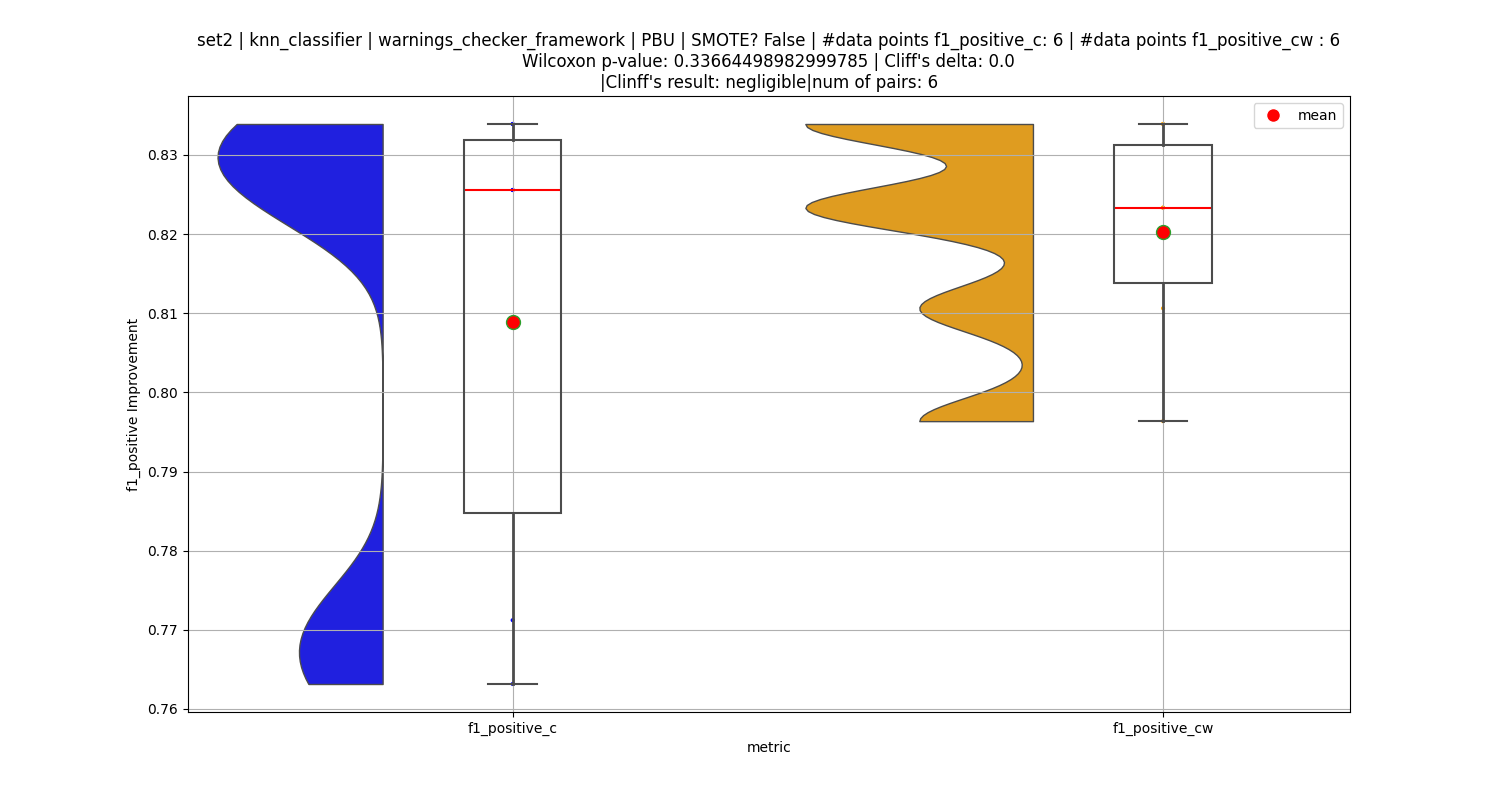 set2 | knn_classifier | warnings_checker_framework | PBU | SMOTE? False | #data points f1_positive_c: 6 | #data points f1_positive_cw : 6
Wilcoxon p-value: 0.33664498982999785 | Cliff's delta: 0.0
|Clinff's result: negligible|num of pairs: 6
mean
f1_positive Improvement
0.83
0.82
0.81
0.80
0.79
0.78
0.77
0.76
f1_positive_c
f1_positive_cw
metric